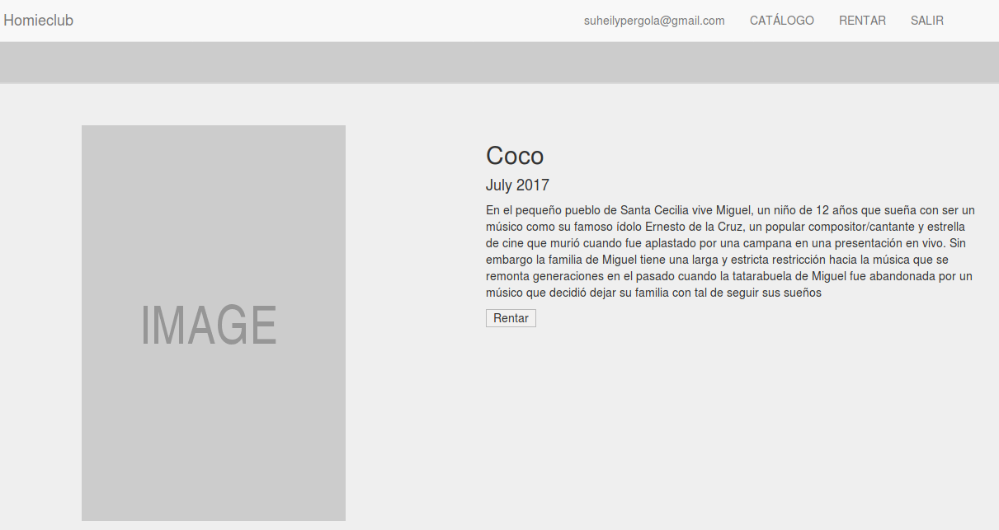 Homieclub
suheilypergola@gmail.com CATÁLOGO RENTAR SALIR
IMAGE
Coco
July 2017
En el pequeño pueblo de Santa Cecilia vive Miguel, un niño de 12 años que sueña con ser un
músico como su famoso ídolo Ernesto de la Cruz, un popular compositor/cantante y estrella
de cine que murió cuando fue aplastado por una campana en una presentación en vivo. Sin
embargo la familia de Miguel tiene una larga y estricta restricción hacia la música que se
remonta generaciones en el pasado cuando la tatarabuela de Miguel fue abandonada por un
músico que decidió dejar su familia con tal de seguir sus sueños
Rentar